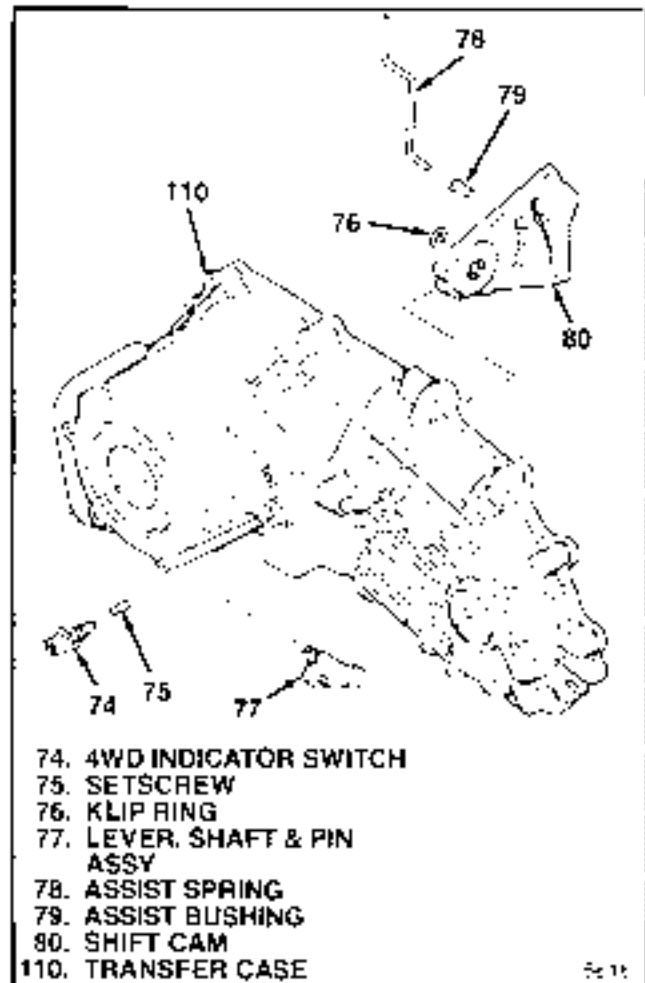 78
79
110
76
80
74
75
77
74. 4WD INDICATOR SWITCH
75. SETSCREW
76. KLIP RING
77. LEVER, SHAFT & PIN
ASSY
78. ASSIST SPRING
79. ASSIST BUSHING
80. SHIFT CAM
110. TRANSFER CASE